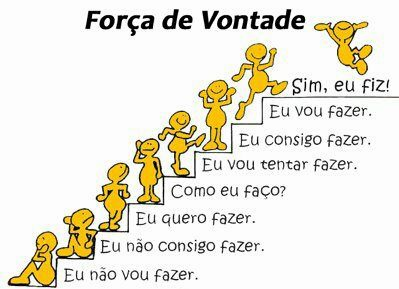 Força de Vontade
Sim, eu fiz!
Eu vou fazer.
Eu consigo fazer.
Eu vou tentar fazer.
Como eu faço?
Eu quero fazer.
Eu não consigo fazer.
Eu não vou fazer.